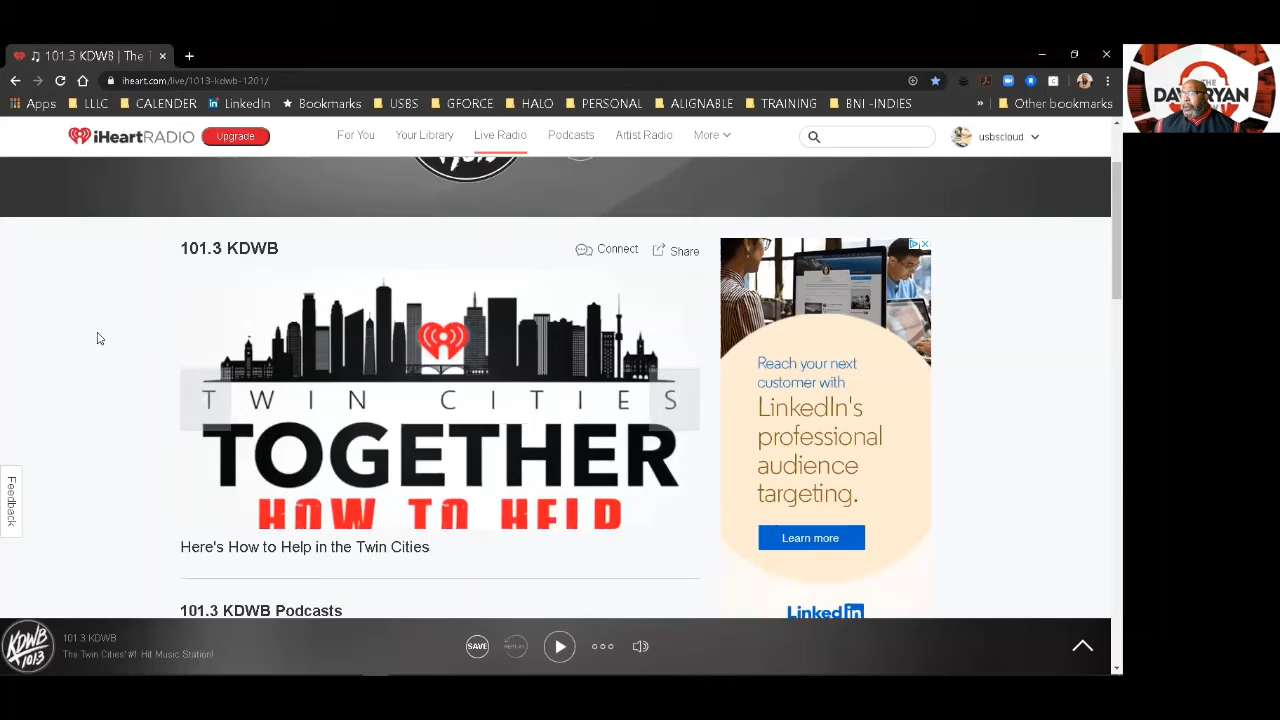 101.3 KDWB | The T
iheart.com/live/1013-kdwb-1201/
Apps LLLC CALENDER LinkedIn Bookmarks USBS GFORCE HALO PERSONAL ALIGNABLE TRAINING BNI -INDIES » Other bookmarks
iHeartRADIO Upgrade For You Your Library Live Radio Podcasts Artist Radio More usbscloud
THE
DAVE RYAN
101.3 KDWB Connect Share
TWIN CITIES
TOGETHER
HOW TO HELP
Here's How to Help in the Twin Cities
101.3 KDWB Podcasts
Reach your next
customer with
LinkedIn's
professional
audience
targeting.
Learn more
LinkedIn
Feedback
KDWB
101.3
101.3 KDWB
The Twin Cities' #1 Hit Music Station!
SAVE REPLAY